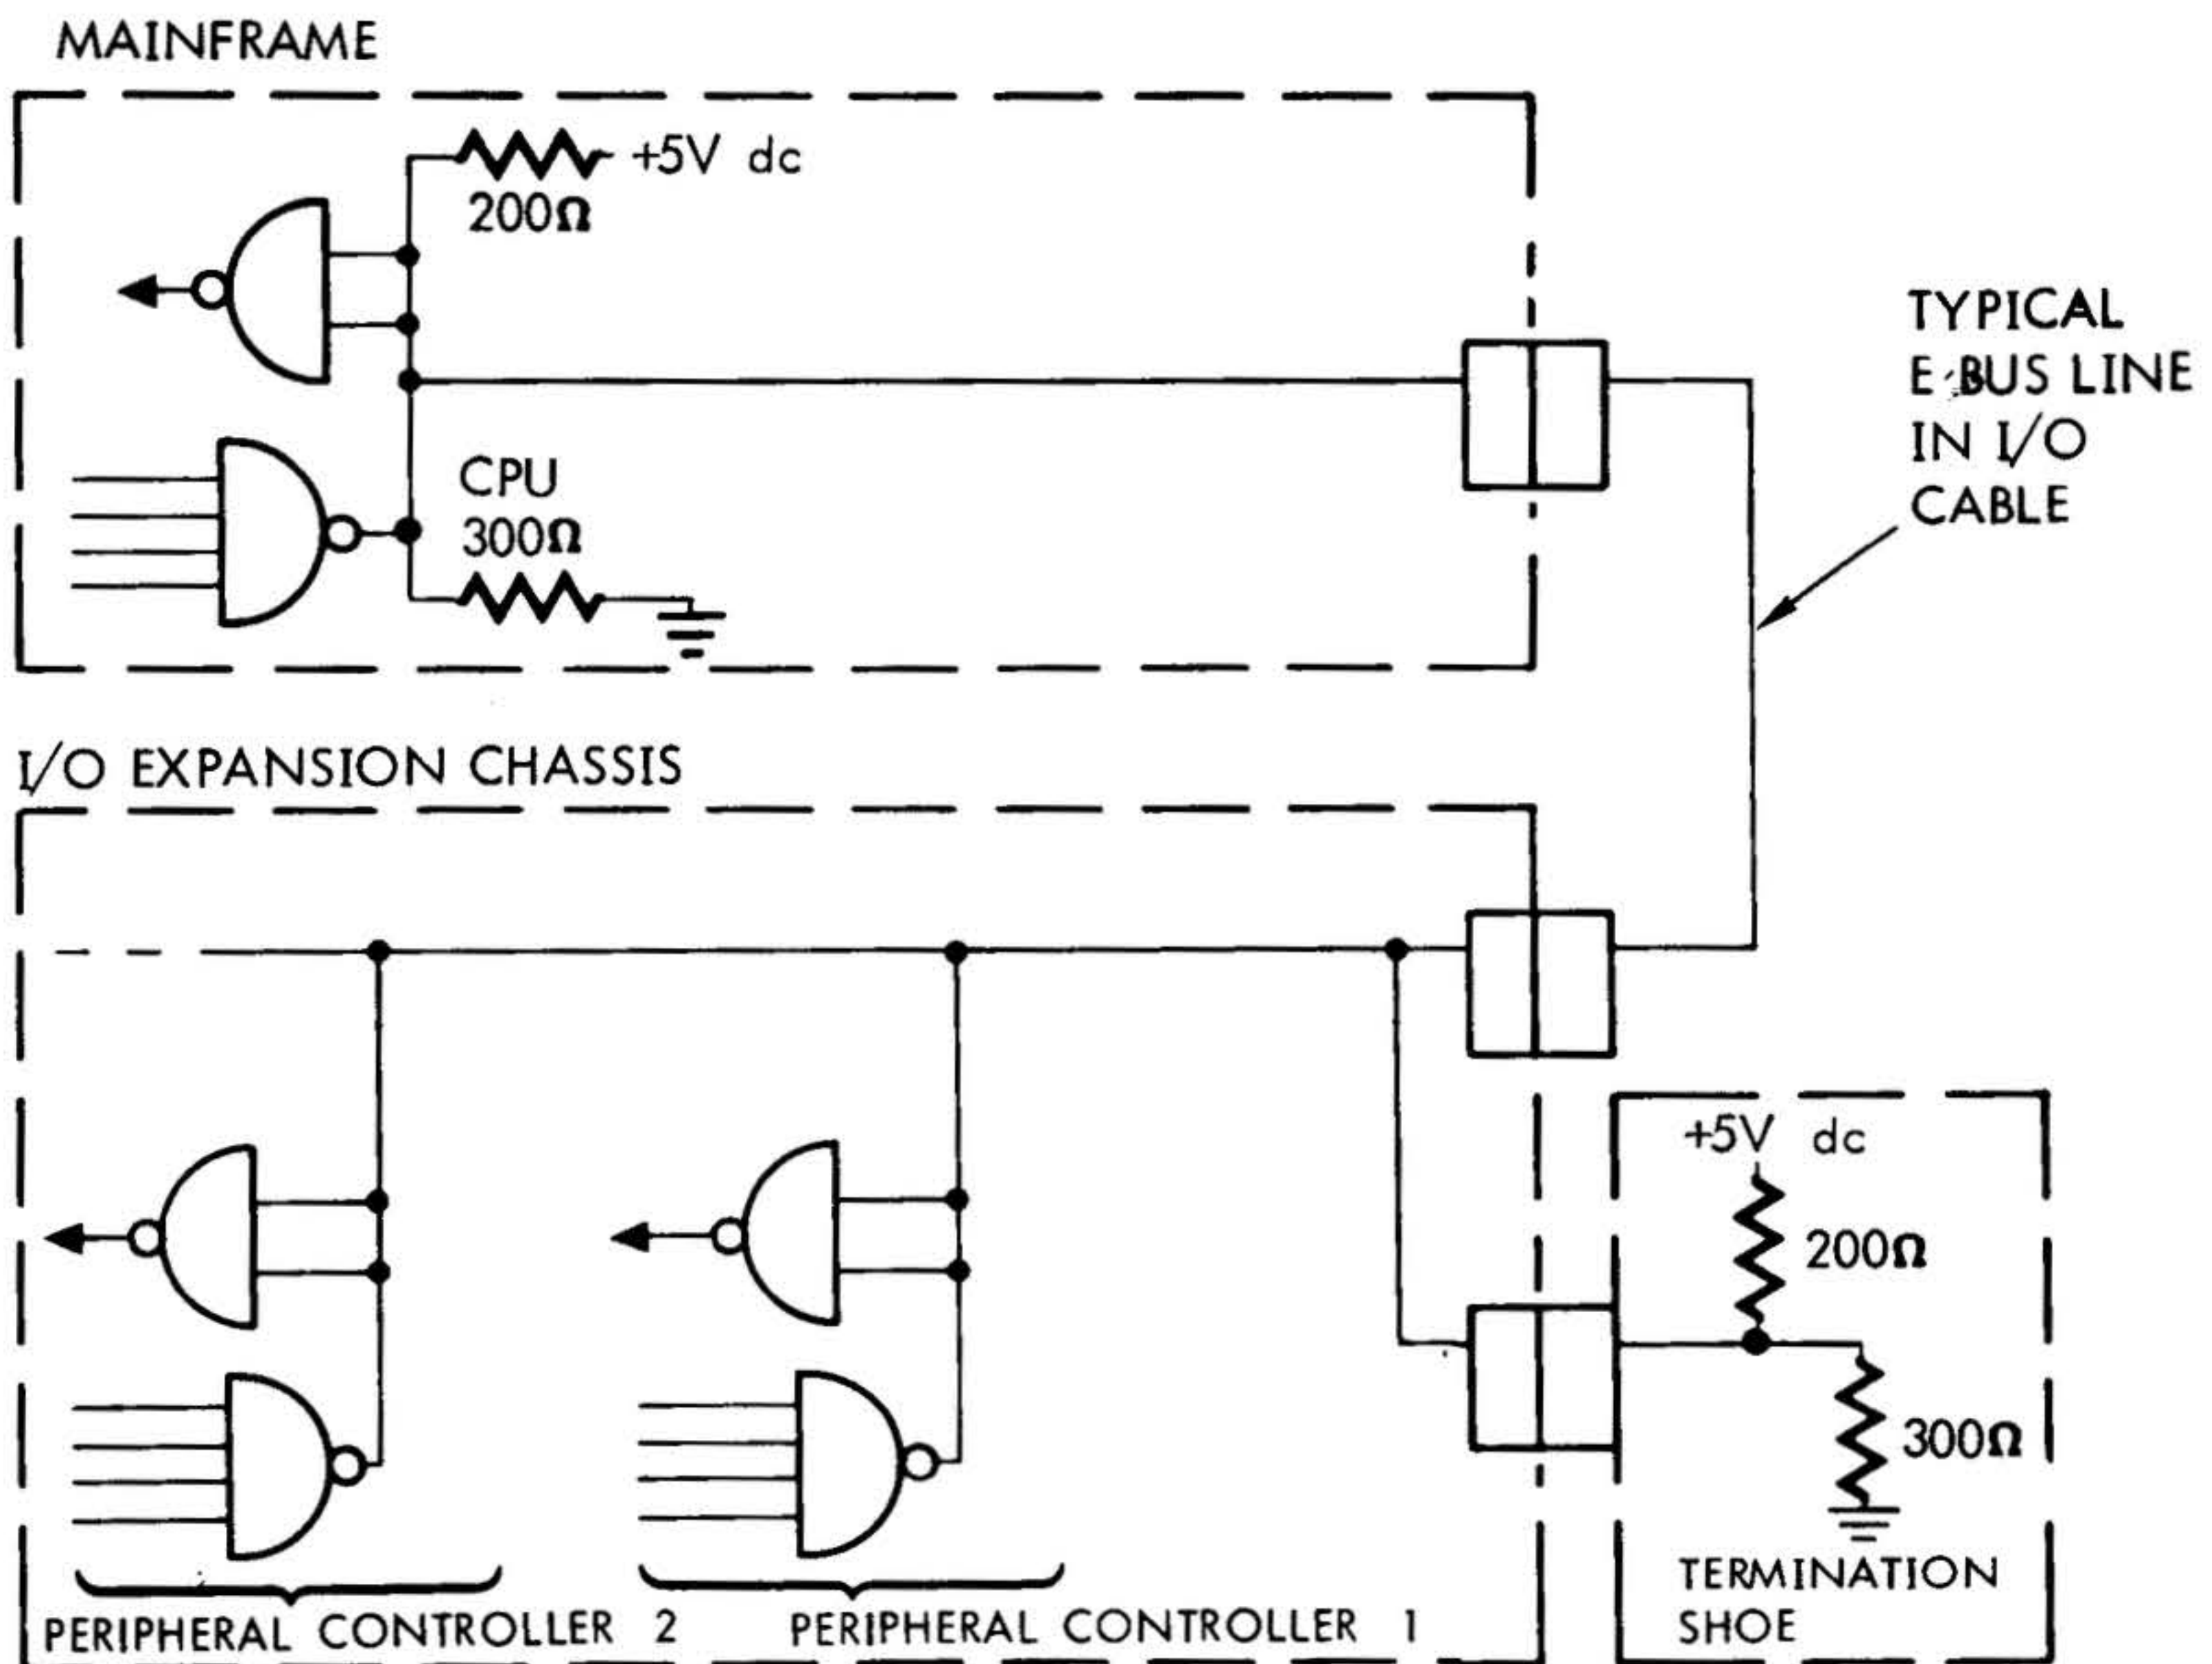 MAINFRAME
+5V dc
200Ω
CPU
300Ω
TYPICAL
E BUS LINE
IN I/O
CABLE
I/O EXPANSION CHASSIS
+5V dc
200Ω
300Ω
TERMINATION
SHOE
PERIPHERAL CONTROLLER 2
PERIPHERAL CONTROLLER 1